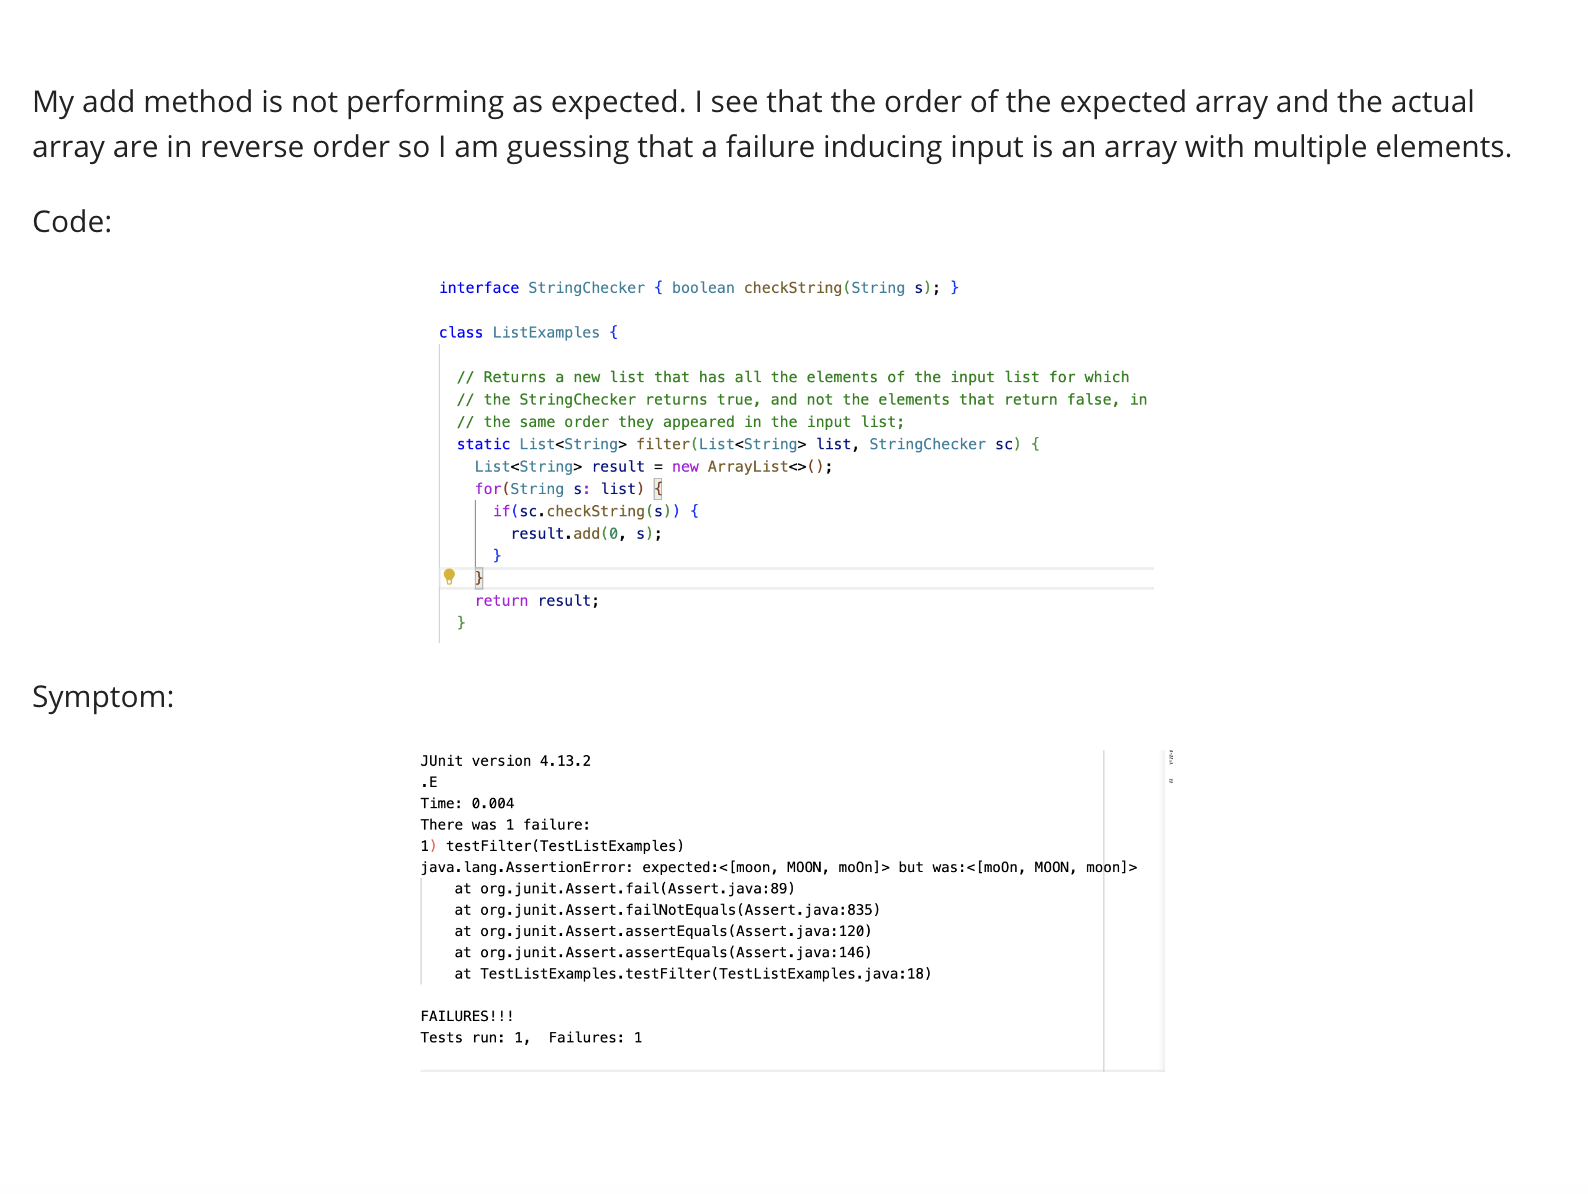 My add method is not performing as expected. I see that the order of the expected array and the actual
array are in reverse order so I am guessing that a failure inducing input is an array with multiple elements.
Code:
interface StringChecker { boolean checkString(String s); }
class ListExamples {
// Returns a new list that has all the elements of the input list for which
// the StringChecker returns true, and not the elements that return false, in
// the same order they appeared in the input list;
static List<String> filter(List<String> list, StringChecker sc) {
List<String> result = new ArrayList<>();
for(String s: list) {
if(sc.checkString(s)) {
result.add(0, s);
}
}
return result;
}
Symptom:
JUnit version 4.13.2
.E
Time: 0.004
There was 1 failure:
1) testFilter(TestListExamples)
java.lang.AssertionError: expected:<[moon, MOON, moOn]> but was:<[moOn, MOON, moon]>
at org.junit.Assert.fail(Assert.java:89)
at org.junit.Assert.failNotEquals(Assert.java:835)
at org.junit.Assert.assertEquals(Assert.java:120)
at org.junit.Assert.assertEquals(Assert.java:146)
at TestListExamples.testFilter(TestListExamples.java:18)
FAILURES!!!
Tests run: 1,  Failures: 1